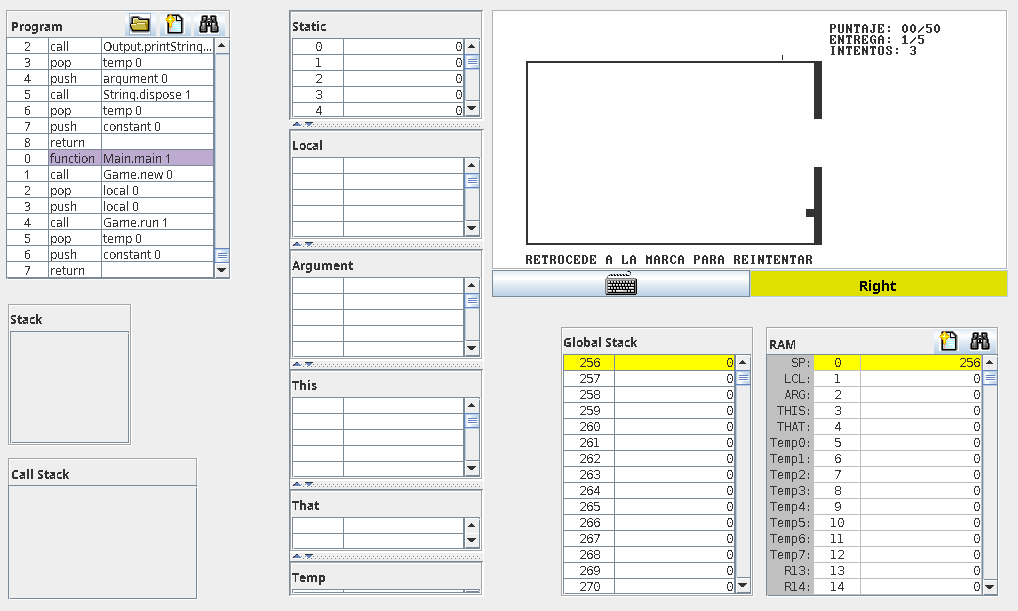 Program
2 call Output.printString...
3 pop temp 0
4 push argument 0
5 call String.dispose 1
6 pop temp 0
7 push constant 0
8 return
0 function Main.main 1
1 call Game.new 0
2 pop local 0
3 push local 0
4 call Game.run 1
5 pop temp 0
6 push constant 0
7 return
Stack
Call Stack
Static
0 0
1 0
2 0
3 0
4 0
Local
Argument
This
That
Temp
PUNTAJE: 00/50
ENTREGA: 1/5
INTENTOS: 3
RETROCEDE A LA MARCA PARA REINTENTAR
Right
Global Stack
256 0
257 0
258 0
259 0
260 0
261 0
262 0
263 0
264 0
265 0
266 0
267 0
268 0
269 0
270 0
RAM
SP: 0 256
LCL: 1 0
ARG: 2 0
THIS: 3 0
THAT: 4 0
Temp0: 5 0
Temp1: 6 0
Temp2: 7 0
Temp3: 8 0
Temp4: 9 0
Temp5: 10 0
Temp6: 11 0
Temp7: 12 0
R13: 13 0
R14: 14 0